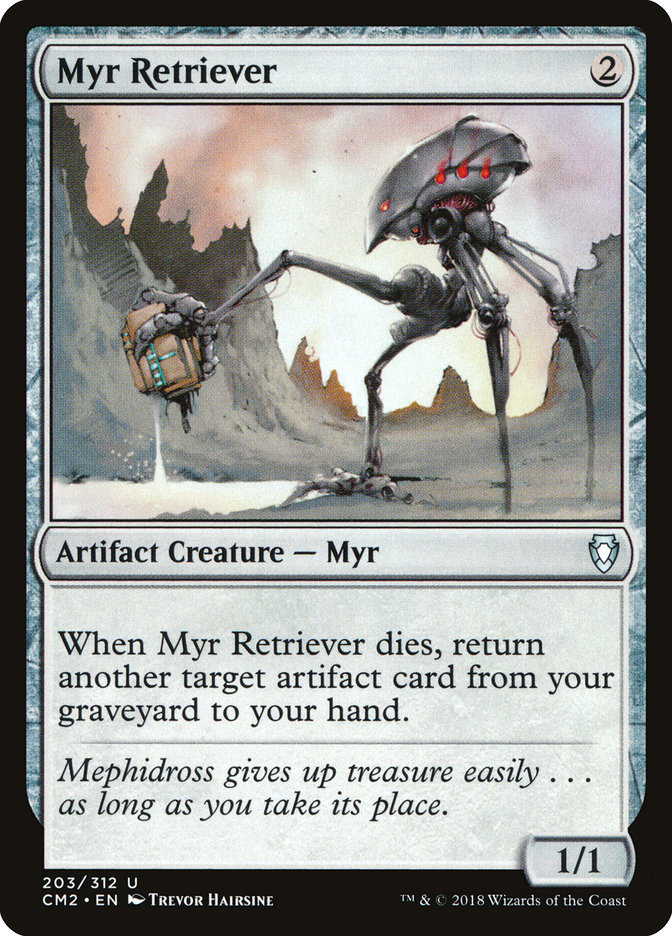 Myr Retriever 2
Artifact Creature — Myr
When Myr Retriever dies, return
another target artifact card from your
graveyard to your hand.
Mephidross gives up treasure easily . . .
as long as you take its place.
1/1
203/312 U
CM2 • EN Trevor Hairsine
™ & © 2018 Wizards of the Coast